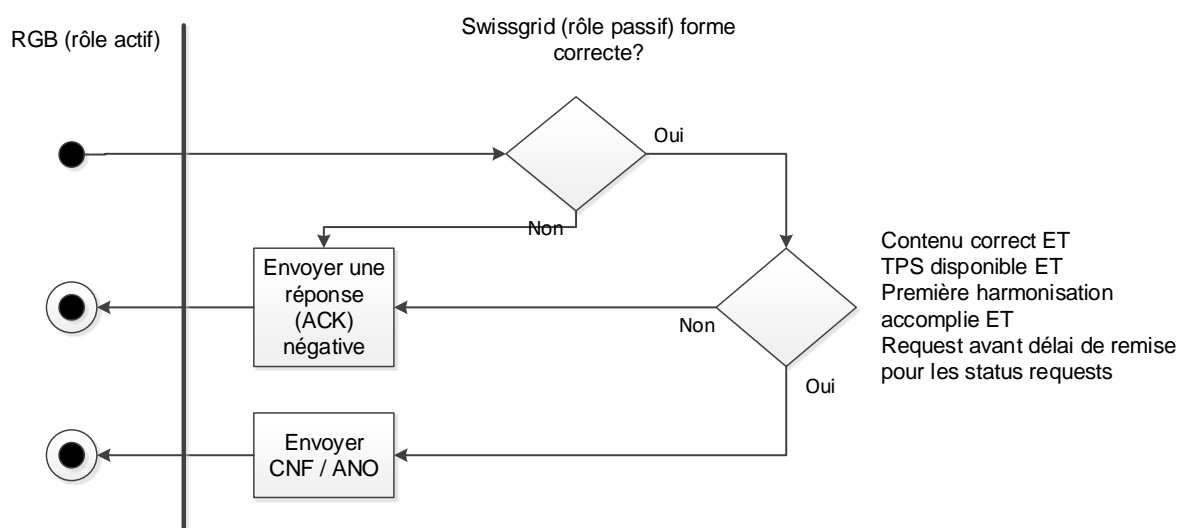 Swissgrid (rôle passif) forme
correcte?
RGB (rôle actif)
Oui
Non
Envoyer une
réponse
(ACK)
négative
Non
Contenu correct ET
TPS disponible ET
Première harmonisation
accomplie ET
Request avant délai de remise
pour les status requests
Oui
Envoyer
CNF / ANO